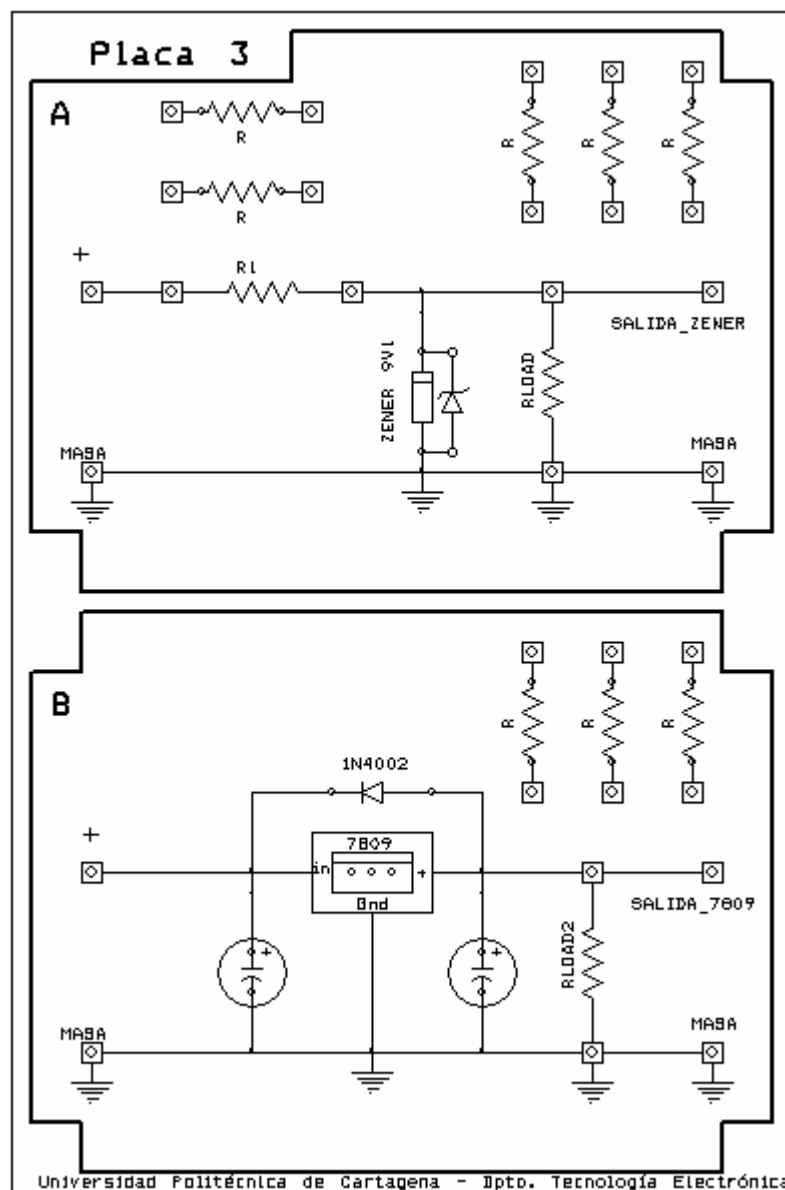 Placa 3
A
R
R
R
R
R
+
R1
SALIDA_ZENER
ZENER 9V1
RLOAD
MASA
MASA
B
R
R
R
1N4002
+
7809
in
+
Gnd
SALIDA_7809
+
+
RLOAD2
MASA
MASA
Universidad Politécnica de Cartagena - Dpto. Tecnología Electrónica